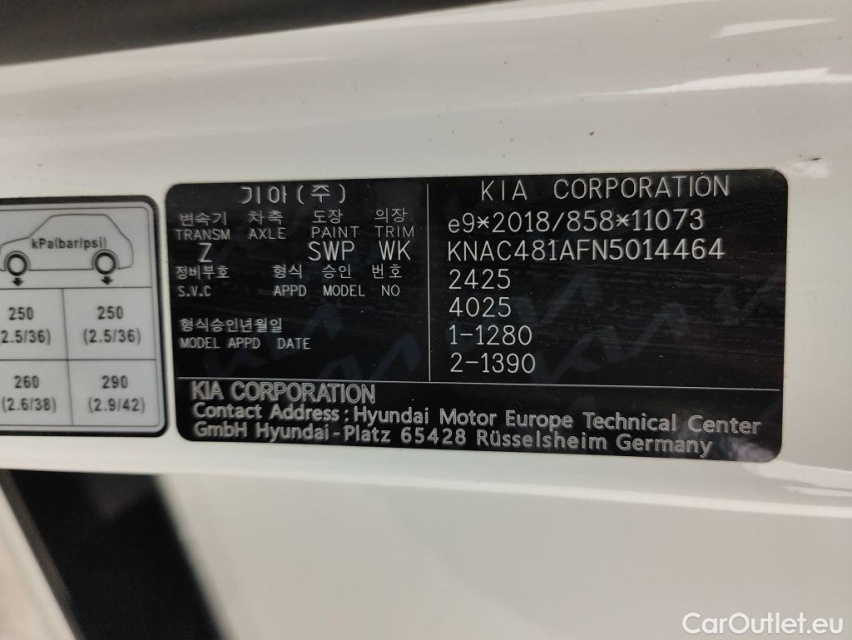 kPa(bar/psi)
250 250
(2.5/36) (2.5/36)
260 290
(2.6/38) (2.9/42)
기아(주)
변속기 차축 도장 의장
TRANSM AXLE PAINT TRIM
Z SWP WK
정비부호 형식 승인 번호
S.V.C APPD MODEL NO
형식승인년월일
MODEL APPD DATE
KIA CORPORATION
e9*2018/858*11073
KNAC481AFN5014464
2425
4025
1-1280
2-1390
KIA CORPORATION
Contact Address : Hyundai Motor Europe Technical Center
GmbH Hyundai-Platz 65428 Rüsselsheim Germany
CarOutlet.eu